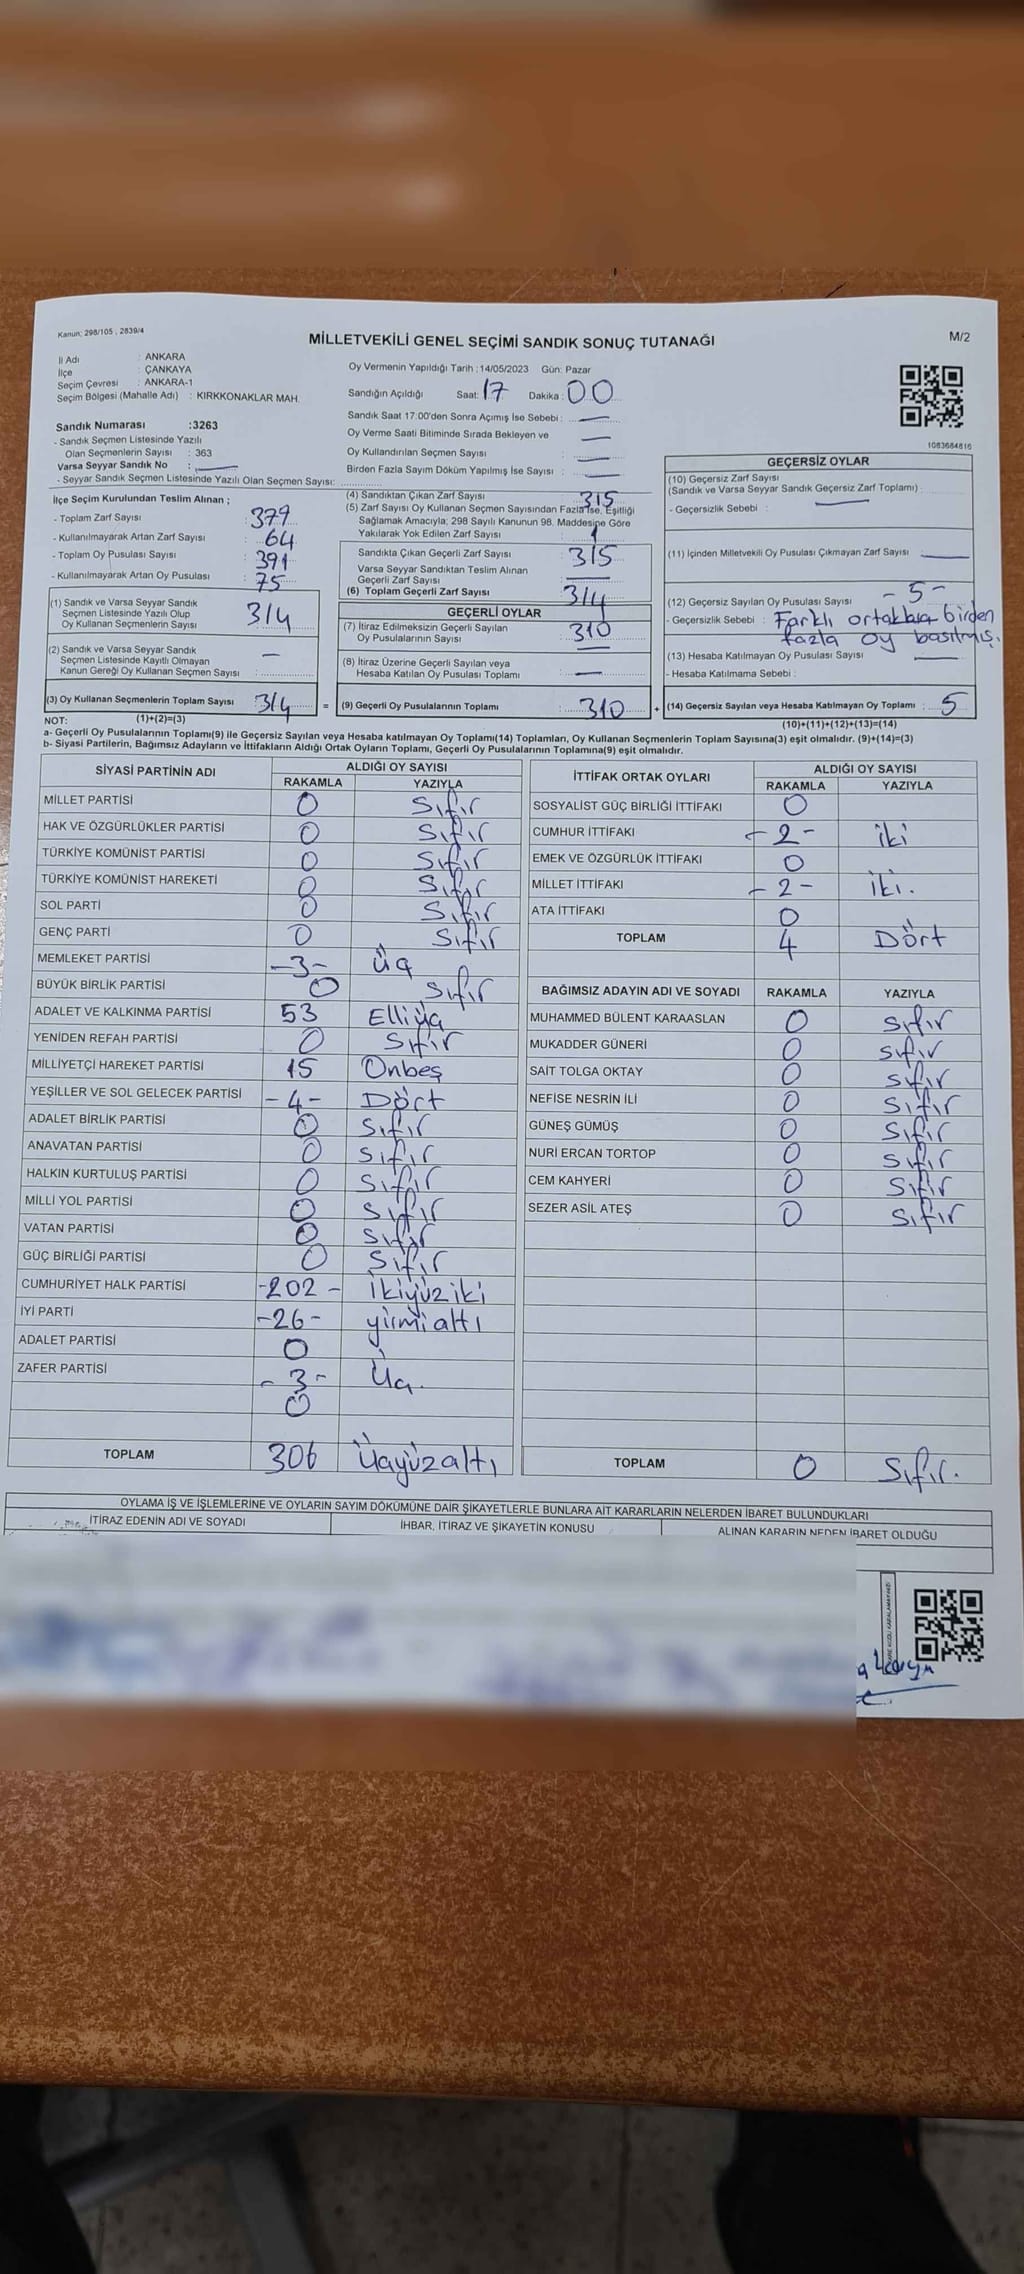 Kanun: 298/105 , 2839/4
MİLLETVEKİLİ GENEL SEÇİMİ SANDIK SONUÇ TUTANAĞI
M/2
İl Adı : ANKARA
İlçe : ÇANKAYA
Seçim Çevresi : ANKARA-1
Seçim Bölgesi (Mahalle Adı) : KIRKKONAKLAR MAH.
Oy Vermenin Yapıldığı Tarih :14/05/2023 Gün: Pazar
Sandığın Açıldığı Saat: 17 Dakika: 00
Sandık Saat 17:00'den Sonra Açımış İse Sebebi : —
Oy Verme Saati Bitiminde Sırada Bekleyen ve —
Oy Kullandırılan Seçmen Sayısı : —
Birden Fazla Sayım Döküm Yapılmış İse Sayısı : —
1083684816
Sandık Numarası :3263
- Sandık Seçmen Listesinde Yazılı
Olan Seçmenlerin Sayısı : 363
Varsa Seyyar Sandık No : —
- Seyyar Sandık Seçmen Listesinde Yazılı Olan Seçmen Sayısı:
İlçe Seçim Kurulundan Teslim Alınan ;
- Toplam Zarf Sayısı : 379
- Kullanılmayarak Artan Zarf Sayısı : 64
- Toplam Oy Pusulası Sayısı : 391
- Kullanılmayarak Artan Oy Pusulası : 75
(1) Sandık ve Varsa Seyyar Sandık
Seçmen Listesinde Yazılı Olup
Oy Kullanan Seçmenlerin Sayısı : 314
(2) Sandık ve Varsa Seyyar Sandık
Seçmen Listesinde Kayıtlı Olmayan
Kanun Gereği Oy Kullanan Seçmen Sayısı : —
(3) Oy Kullanan Seçmenlerin Toplam Sayısı : 314 =
(4) Sandıktan Çıkan Zarf Sayısı : 315
(5) Zarf Sayısı Oy Kullanan Seçmen Sayısından Fazla İse, Eşitliği
Sağlamak Amacıyla; 298 Sayılı Kanunun 98. Maddesine Göre
Yakılarak Yok Edilen Zarf Sayısı : 1
Sandıkta Çıkan Geçerli Zarf Sayısı : 315
Varsa Seyyar Sandıktan Teslim Alınan
Geçerli Zarf Sayısı : —
(6) Toplam Geçerli Zarf Sayısı : 314
GEÇERLİ OYLAR
(7) İtiraz Edilmeksizin Geçerli Sayılan
Oy Pusulalarının Sayısı : 310
(8) İtiraz Üzerine Geçerli Sayılan veya
Hesaba Katılan Oy Pusulası Toplamı : —
(9) Geçerli Oy Pusulalarının Toplamı : 310 +
GEÇERSİZ OYLAR
(10) Geçersiz Zarf Sayısı
(Sandık ve Varsa Seyyar Sandık Geçersiz Zarf Toplamı) : —
- Geçersizlik Sebebi :
(11) İçinden Milletvekili Oy Pusulası Çıkmayan Zarf Sayısı : —
(12) Geçersiz Sayılan Oy Pusulası Sayısı : -5-
- Geçersizlik Sebebi : Farklı ortaklara birden
fazla oy basılmış.
(13) Hesaba Katılmayan Oy Pusulası Sayısı : —
- Hesaba Katılmama Sebebi :
(14) Geçersiz Sayılan veya Hesaba Katılmayan Oy Toplamı : 5
NOT: (1)+(2)=(3)
(10)+(11)+(12)+(13)=(14)
a- Geçerli Oy Pusulalarının Toplamı(9) ile Geçersiz Sayılan veya Hesaba katılmayan Oy Toplamı(14) Toplamları, Oy Kullanan Seçmenlerin Toplam Sayısına(3) eşit olmalıdır. (9)+(14)=(3)
b- Siyasi Partilerin, Bağımsız Adayların ve İttifakların Aldığı Ortak Oyların Toplamı, Geçerli Oy Pusulalarının Toplamına(9) eşit olmalıdır.
SİYASİ PARTİNİN ADI ALDIĞI OY SAYISI
RAKAMLA YAZIYLA
MİLLET PARTİSİ 0 Sıfır
HAK VE ÖZGÜRLÜKLER PARTİSİ 0 Sıfır
TÜRKİYE KOMÜNİST PARTİSİ 0 Sıfır
TÜRKİYE KOMÜNİST HAREKETİ 0 Sıfır
SOL PARTİ 0 Sıfır
GENÇ PARTİ 0 Sıfır
MEMLEKET PARTİSİ -3- Üç
BÜYÜK BİRLİK PARTİSİ 0 Sıfır
ADALET VE KALKINMA PARTİSİ 53 Elliüç
YENİDEN REFAH PARTİSİ 0 Sıfır
MİLLİYETÇİ HAREKET PARTİSİ 15 Onbeş
YEŞİLLER VE SOL GELECEK PARTİSİ -4- Dört
ADALET BİRLİK PARTİSİ 0 Sıfır
ANAVATAN PARTİSİ 0 Sıfır
HALKIN KURTULUŞ PARTİSİ 0 Sıfır
MİLLİ YOL PARTİSİ 0 Sıfır
VATAN PARTİSİ 0 Sıfır
GÜÇ BİRLİĞİ PARTİSİ 0 Sıfır
CUMHURİYET HALK PARTİSİ -202- İkiyüziki
İYİ PARTİ -26- yirmialtı
ADALET PARTİSİ 0
ZAFER PARTİSİ -3- Üç.
0
TOPLAM 306 Üçyüzaltı
İTTİFAK ORTAK OYLARI ALDIĞI OY SAYISI
RAKAMLA YAZIYLA
SOSYALİST GÜÇ BİRLİĞİ İTTİFAKI 0
CUMHUR İTTİFAKI -2- iki
EMEK VE ÖZGÜRLÜK İTTİFAKI 0
MİLLET İTTİFAKI -2- iki.
ATA İTTİFAKI 0
TOPLAM 4 Dört
BAĞIMSIZ ADAYIN ADI VE SOYADI RAKAMLA YAZIYLA
MUHAMMED BÜLENT KARAASLAN 0 Sıfır
MUKADDER GÜNERİ 0 Sıfır
SAİT TOLGA OKTAY 0 Sıfır
NEFİSE NESRİN İLİ 0 Sıfır
GÜNEŞ GÜMÜŞ 0 Sıfır
NURİ ERCAN TORTOP 0 Sıfır
CEM KAHYERİ 0 Sıfır
SEZER ASİL ATEŞ 0 Sıfır
TOPLAM 0 Sıfır.
OYLAMA İŞ VE İŞLEMLERİNE VE OYLARIN SAYIM DÖKÜMÜNE DAİR ŞİKAYETLERLE BUNLARA AİT KARARLARIN NELERDEN İBARET BULUNDUKLARI
İTİRAZ EDENİN ADI VE SOYADI İHBAR, İTİRAZ VE ŞİKAYETİN KONUSU ALINAN KARARIN NEDEN İBARET OLDUĞU